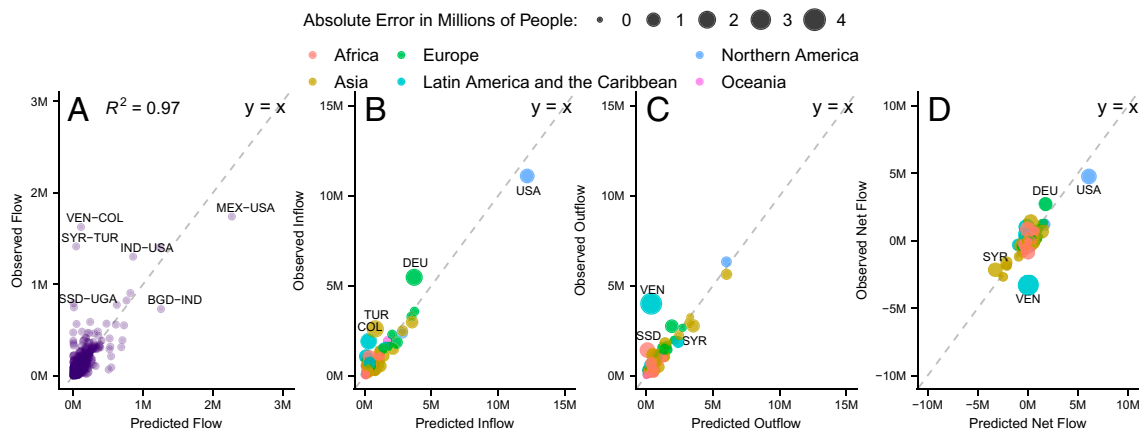 Absolute Error in Millions of People: 0 1 2 3 4
Africa Europe Northern America
Asia Latin America and the Caribbean Oceania
A R² = 0.97 y = x
3M
2M
1M
0M
Observed Flow
VEN−COL
SYR−TUR
MEX−USA
IND−USA
SSD−UGA
BGD−IND
0M 1M 2M 3M
Predicted Flow
B y = x
15M
10M
5M
0M
Observed Inflow
USA
DEU
TUR
COL
0M 5M 10M 15M
Predicted Inflow
C y = x
15M
10M
5M
0M
Observed Outflow
VEN
SSD
SYR
0M 5M 10M 15M
Predicted Outflow
D y = x
10M
5M
0M
−5M
−10M
Observed Net Flow
DEU
USA
SYR
VEN
−10M −5M 0M 5M 10M
Predicted Net Flow